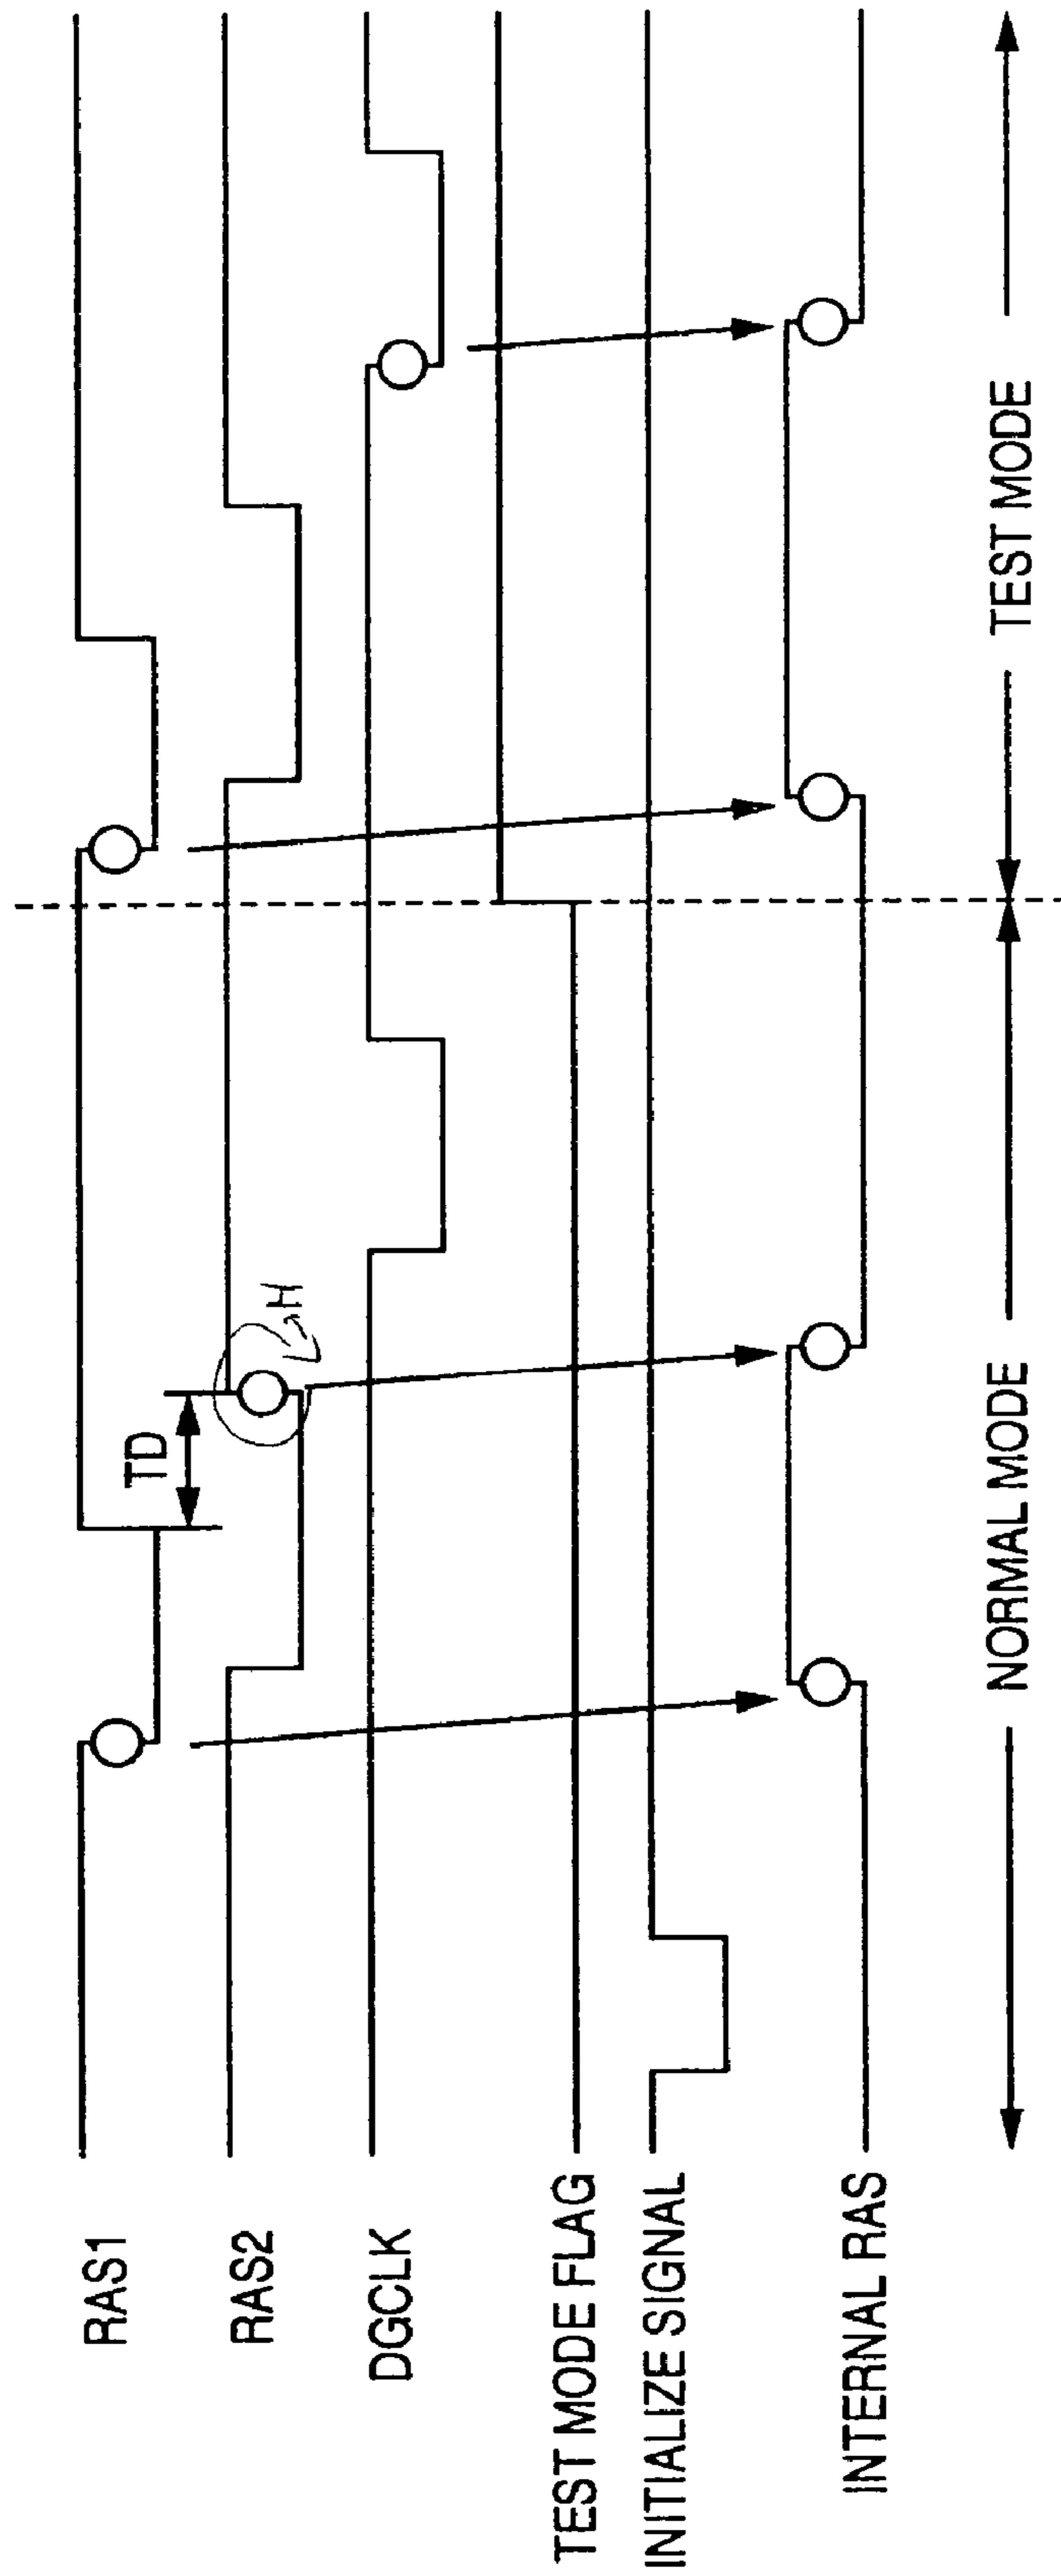 RAS1
RAS2
TD
H
DGCLK
TEST MODE FLAG
INITIALIZE SIGNAL
INTERNAL RAS
NORMAL MODE
TEST MODE